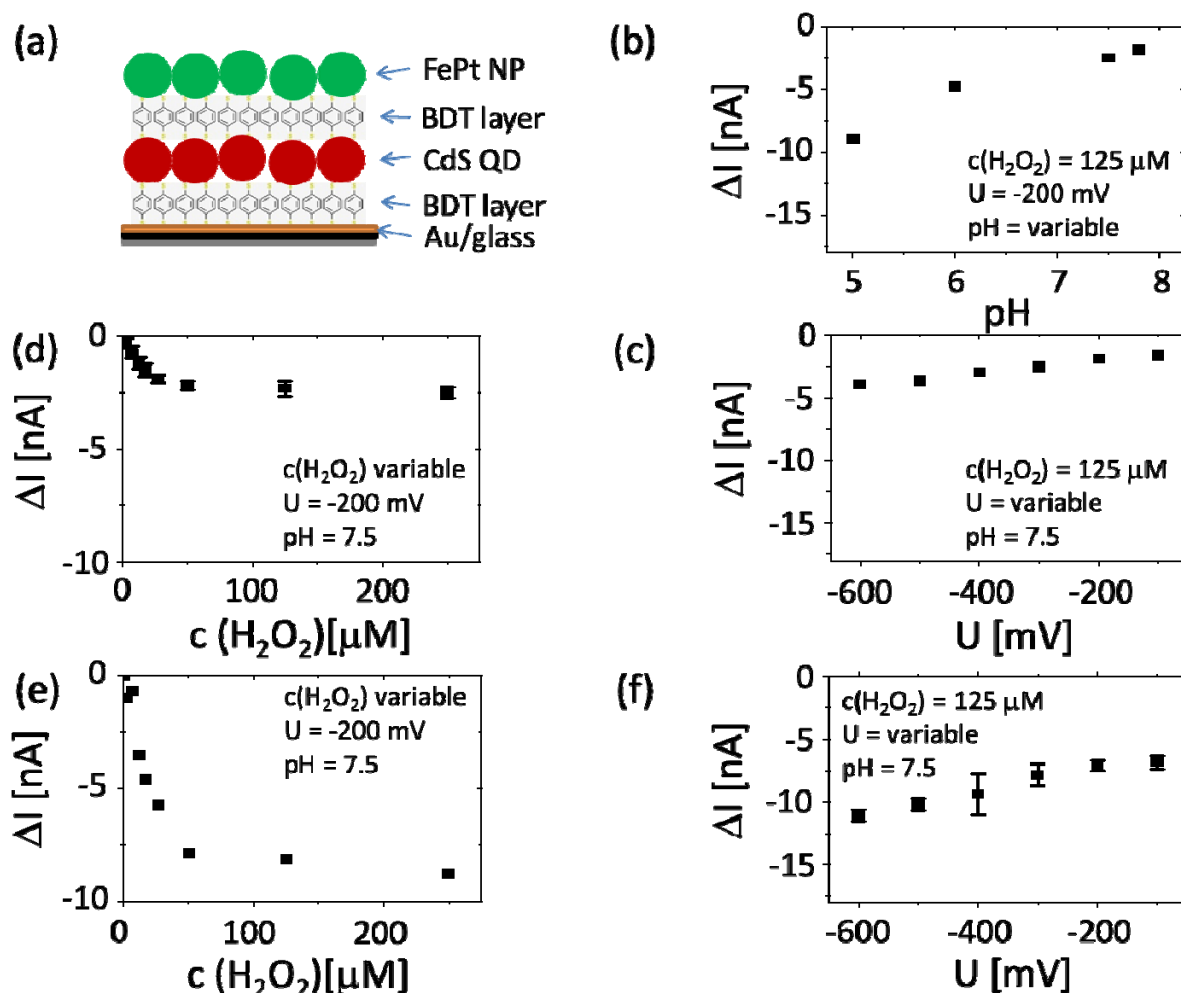 (a)
FePt NP
BDT layer
CdS QD
BDT layer
Au/glass
(b)
ΔI [nA]
0
-5
-10
-15
c(H₂O₂) = 125 µM
U = -200 mV
pH = variable
5 6 7 8
pH
(d)
ΔI [nA]
0
-5
-10
c(H₂O₂) variable
U = -200 mV
pH = 7.5
0 100 200
c (H₂O₂)[µM]
(c)
ΔI [nA]
0
-5
-10
-15
c(H₂O₂) = 125 µM
U = variable
pH = 7.5
-600 -400 -200
U [mV]
(e)
ΔI [nA]
0
-5
-10
c(H₂O₂) variable
U = -200 mV
pH = 7.5
0 100 200
c (H₂O₂)[µM]
(f)
ΔI [nA]
0
-5
-10
-15
c(H₂O₂) = 125 µM
U = variable
pH = 7.5
-600 -400 -200
U [mV]